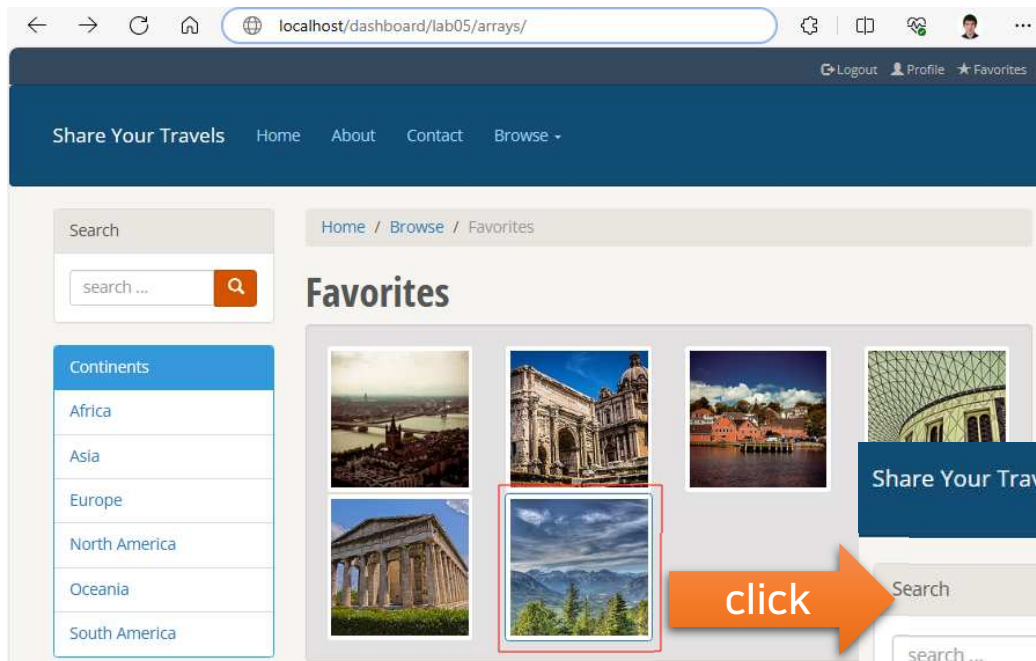 localhost/dashboard/lab05/arrays/
Logout Profile Favorites
Share Your Travels Home About Contact Browse
Search
search ...
Continents
Africa
Asia
Europe
North America
Oceania
South America
Home / Browse / Favorites
Favorites
click
Share Your Trav
Search
search ...